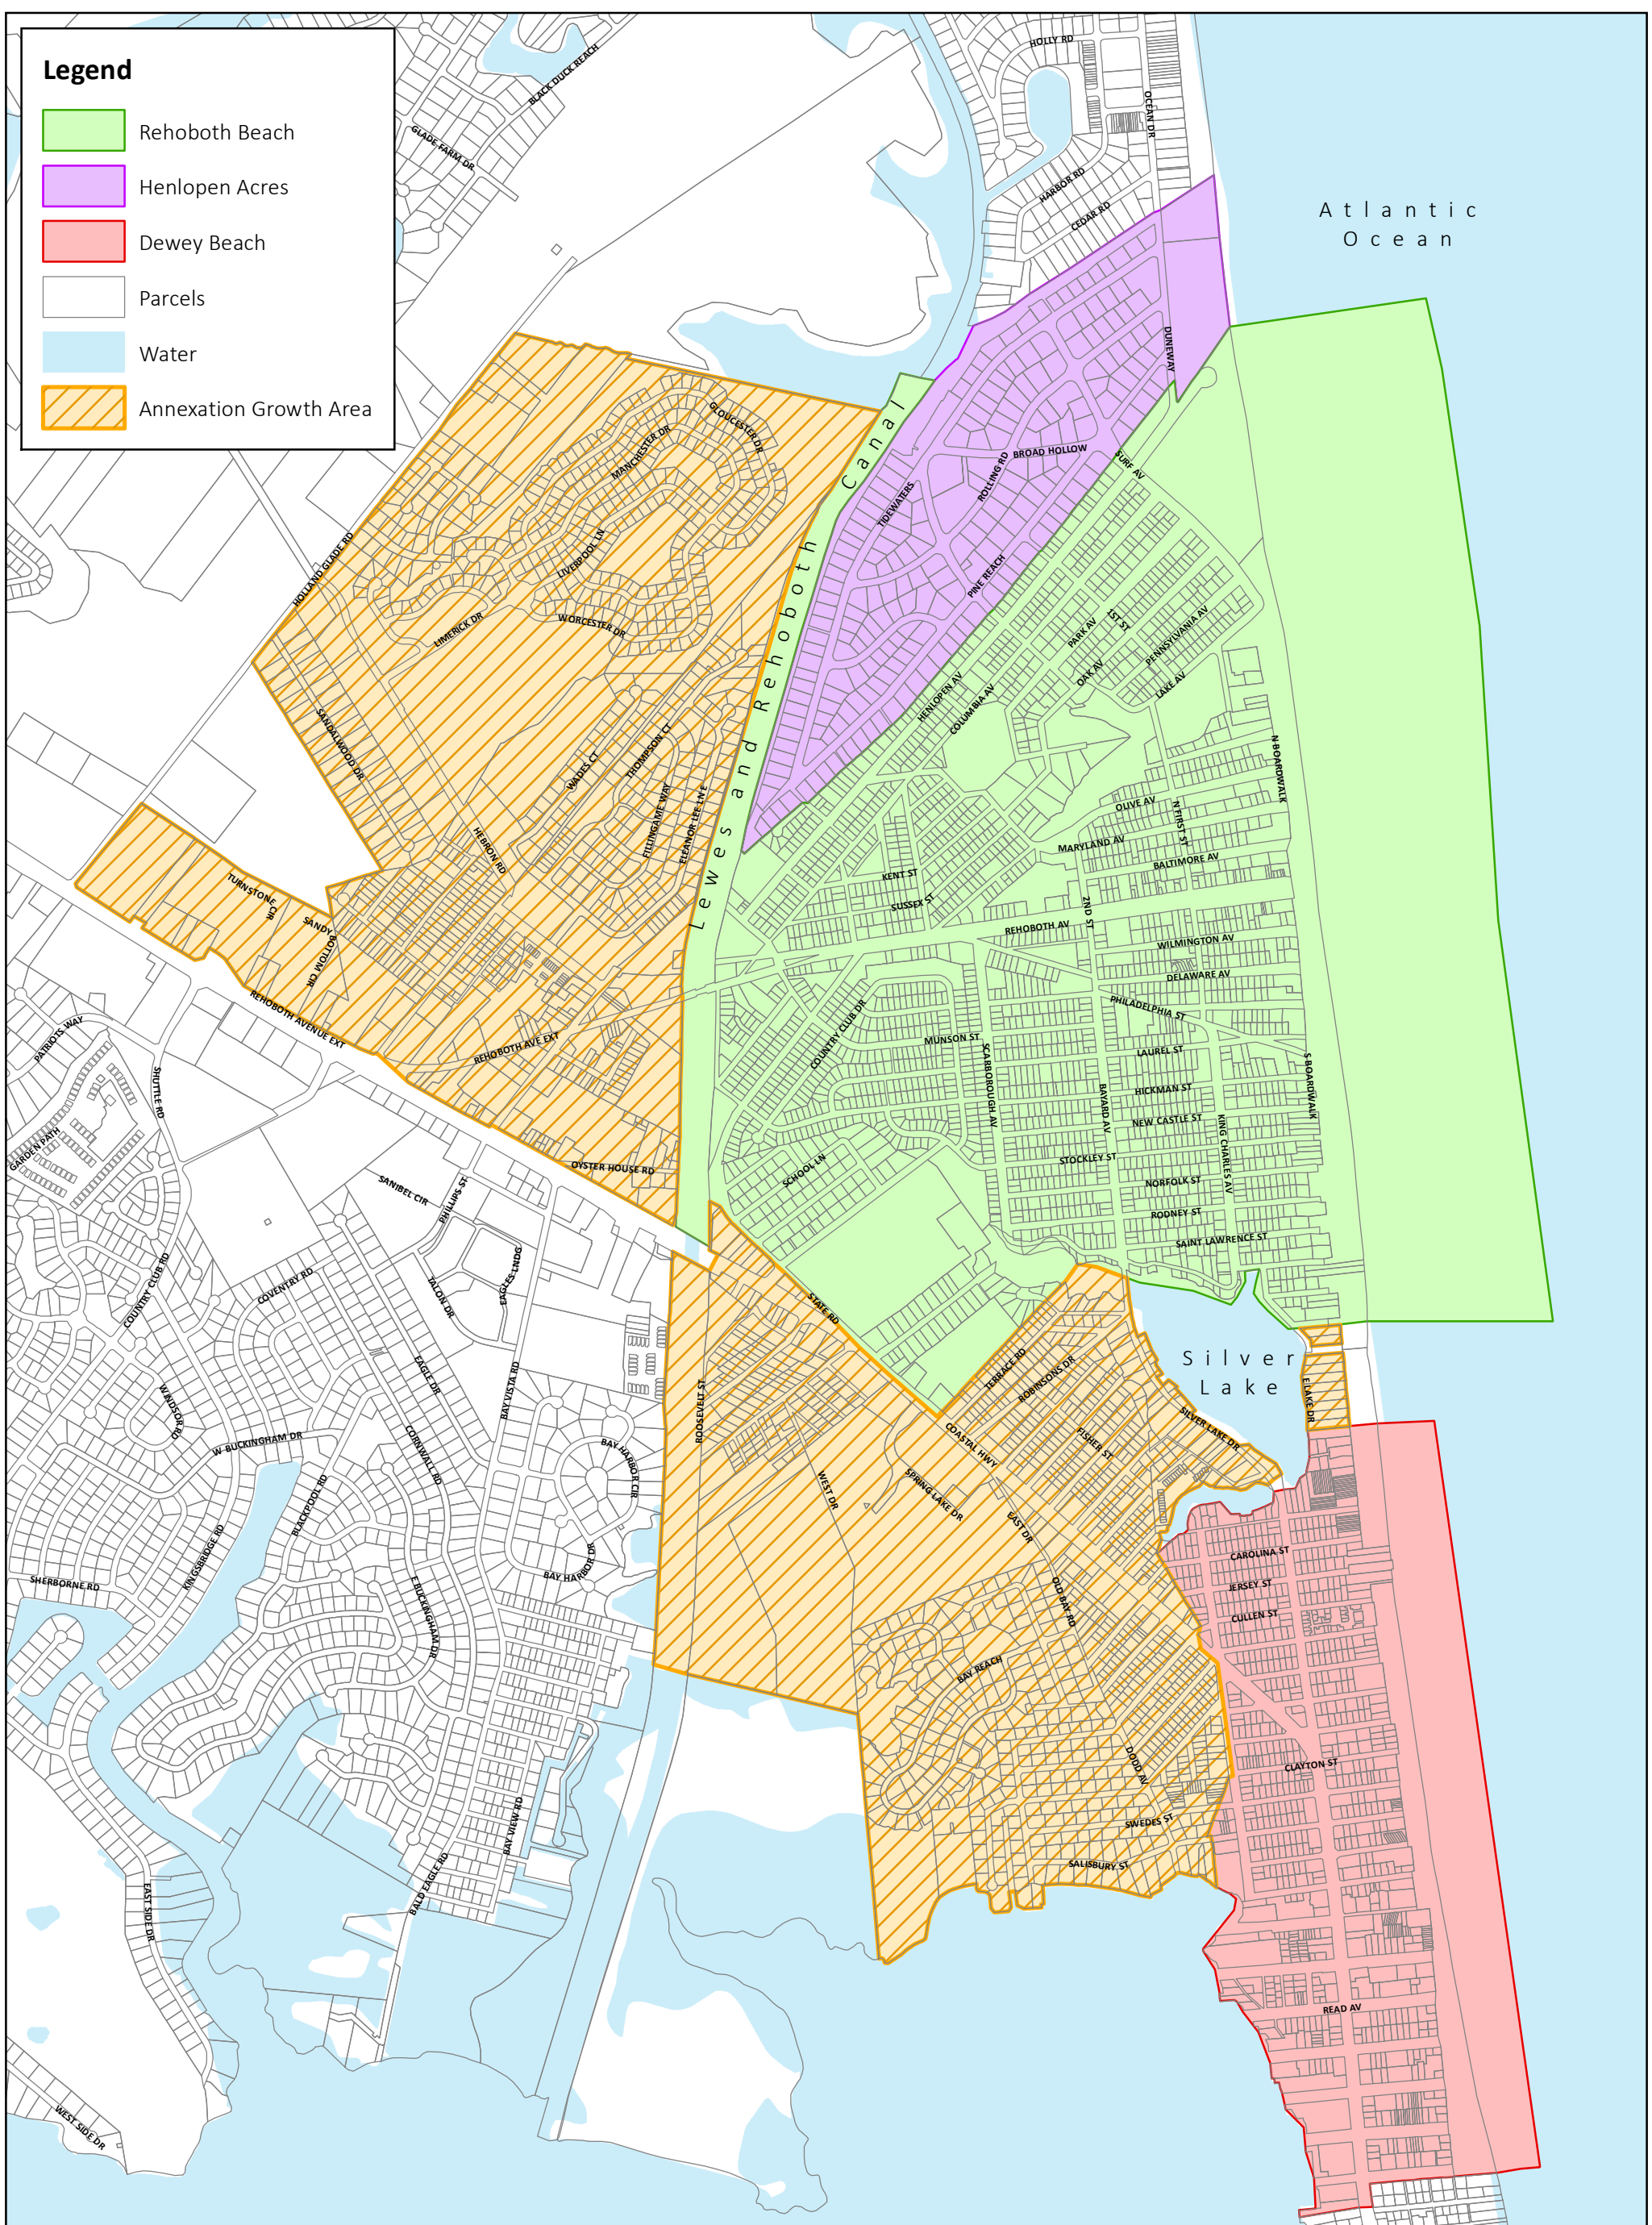 Legend
Rehoboth Beach
Henlopen Acres
Dewey Beach
Parcels
Water
Annexation Growth Area
BLACK DUCK REACH
GLADE FARM DR
HOLLY RD
OCEAN DR
HARBOR RD
CEDAR RD
Atlantic
Ocean
DUNEWAY
GLOUCESTER DR
MANCHESTER DR
LIVERPOOL LN
WORCESTER DR
LIMERICK DR
HOLLAND GLADE RD
SANDALWOOD DR
Lewes and Rehoboth Canal
TIDEWATERS
ROLLING RD
BROAD HOLLOW
SURF AV
PINE REACH
HENLOPEN AV
COLUMBIA AV
PARK AV
1ST ST
OAK AV
PENNSYLVANIA AV
LAKE AV
N BOARDWALK
WADES CT
THOMPSON CT
FILLINGAME WAY
ELEANOR LEE LN E
HEBRON RD
TURNSTONE CIR
SANDY BOTTOM CIR
REHOBOTH AVENUE EXT
REHOBOTH AVE EXT
OYSTER HOUSE RD
OLIVE AV
N FIRST ST
MARYLAND AV
BALTIMORE AV
KENT ST
SUSSEX ST
2ND ST
REHOBOTH AV
WILMINGTON AV
DELAWARE AV
PHILADELPHIA ST
COUNTRY CLUB DR
MUNSON ST
SCARBOROUGH AV
LAUREL ST
HICKMAN ST
BAYARD AV
NEW CASTLE ST
KING CHARLES AV
S BOARDWALK
STOCKLEY ST
SCHOOL LN
NORFOLK ST
RODNEY ST
SAINT LAWRENCE ST
PATRIOTS WAY
SHUTTLE RD
GARDEN PATH
SANIBEL CIR
PHILLIPS ST
EAGLES LNDG
TALON DR
COUNTRY CLUB RD
COVENTRY RD
EAGLE DR
BAY VISTA RD
WINDSOR RD
W BUCKINGHAM DR
CORNWALL RD
BLACKPOOL RD
KINGSBRIDGE RD
SHERBORNE RD
E BUCKINGHAM DR
BAY HARBOR CIR
BAY HARBOR DR
ROOSEVELT ST
STATE RD
TERRACE RD
ROBINSONS DR
Silver
Lake
E LAKE DR
SILVER LAKE DR
COASTAL HWY
FISHER ST
SPRING LAKE DR
WEST DR
EAST DR
OLD BAY RD
BAY REACH
CAROLINA ST
JERSEY ST
CULLEN ST
CLAYTON ST
DODD AV
SWEDES ST
SALISBURY ST
READ AV
BAY VIEW RD
BALD EAGLE RD
EAST SIDE DR
WEST SIDE DR